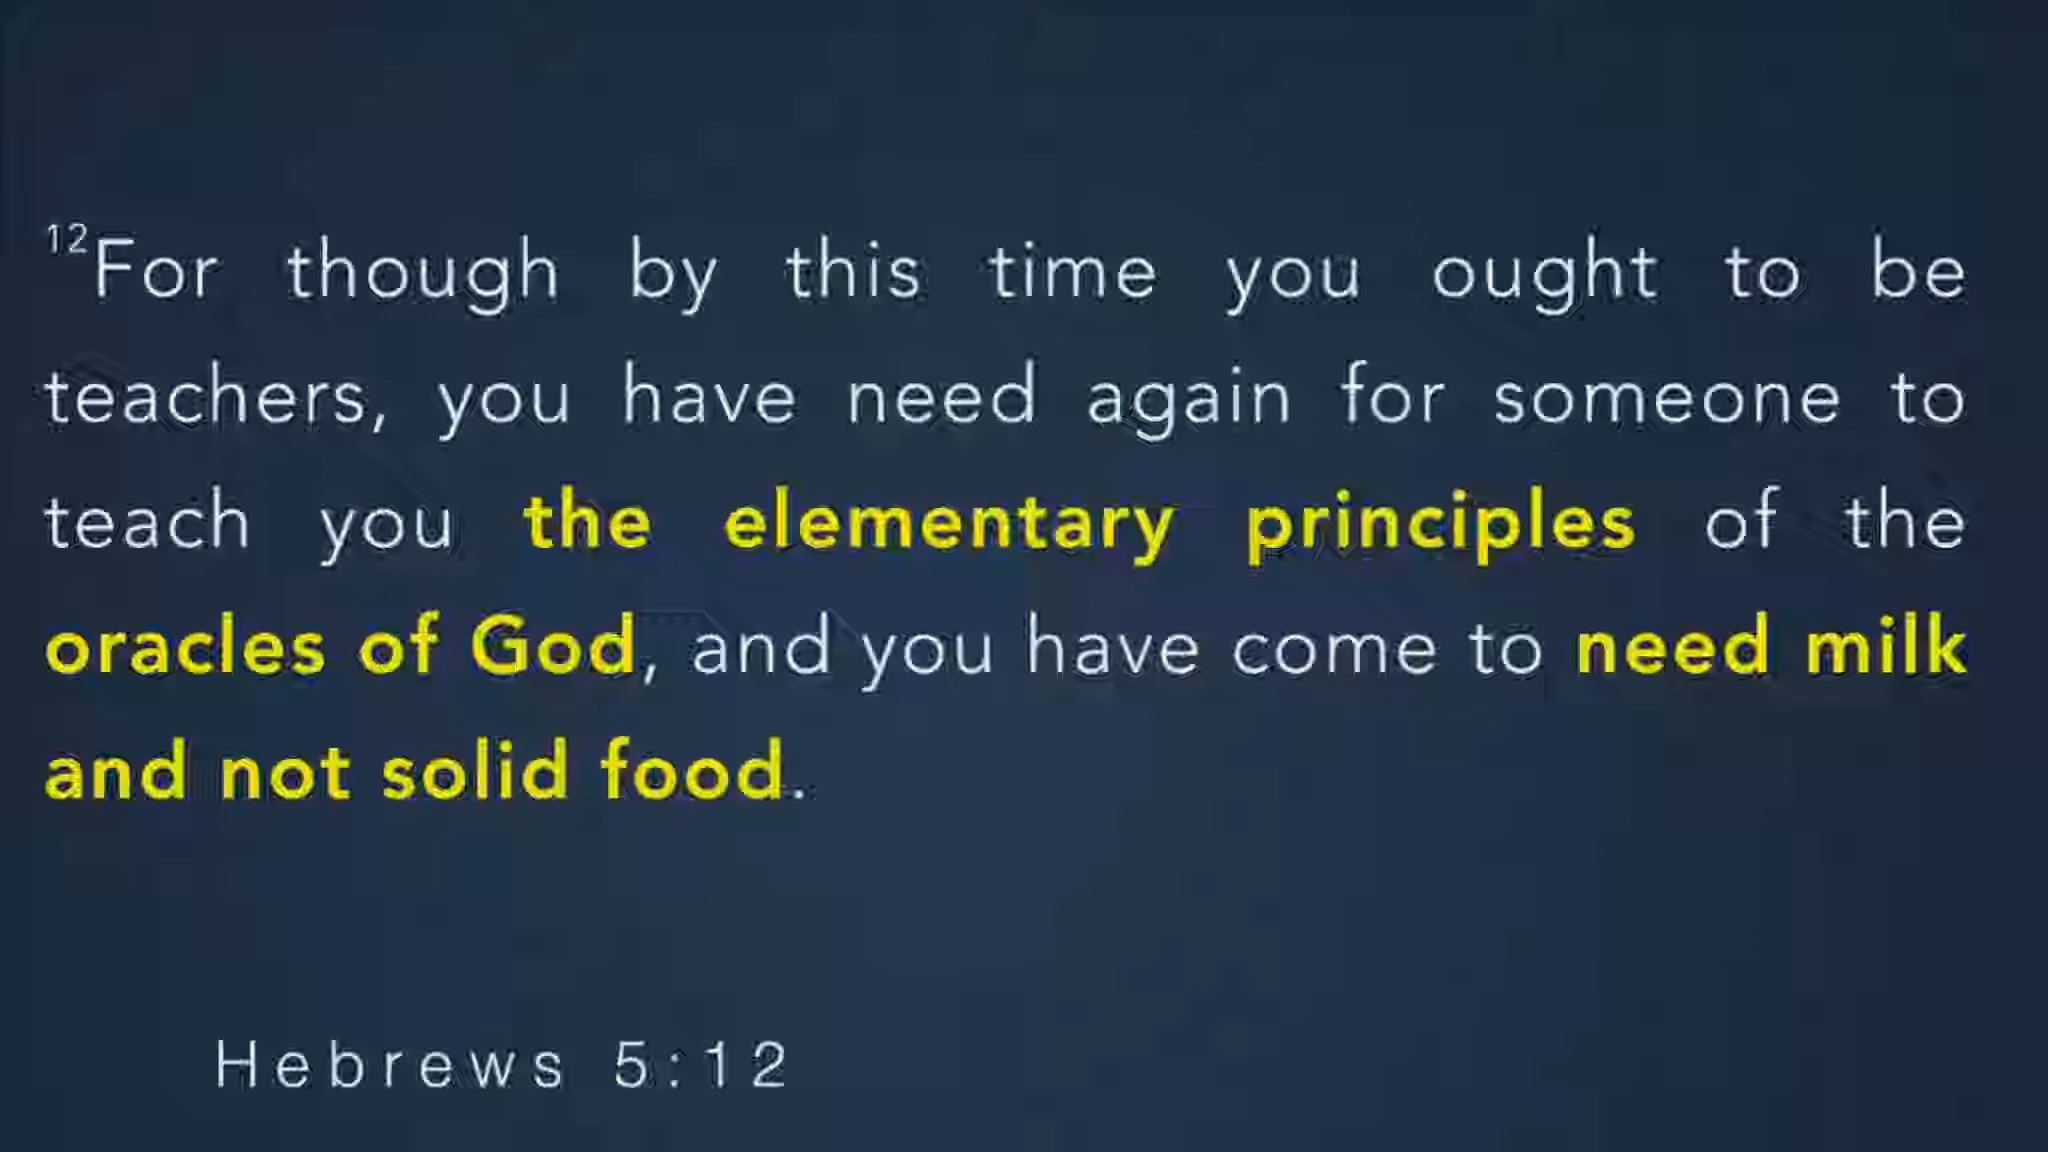 ¹²For though by this time you ought to be
teachers, you have need again for someone to
teach you the elementary principles of the
oracles of God, and you have come to need milk
and not solid food.
Hebrews 5:12